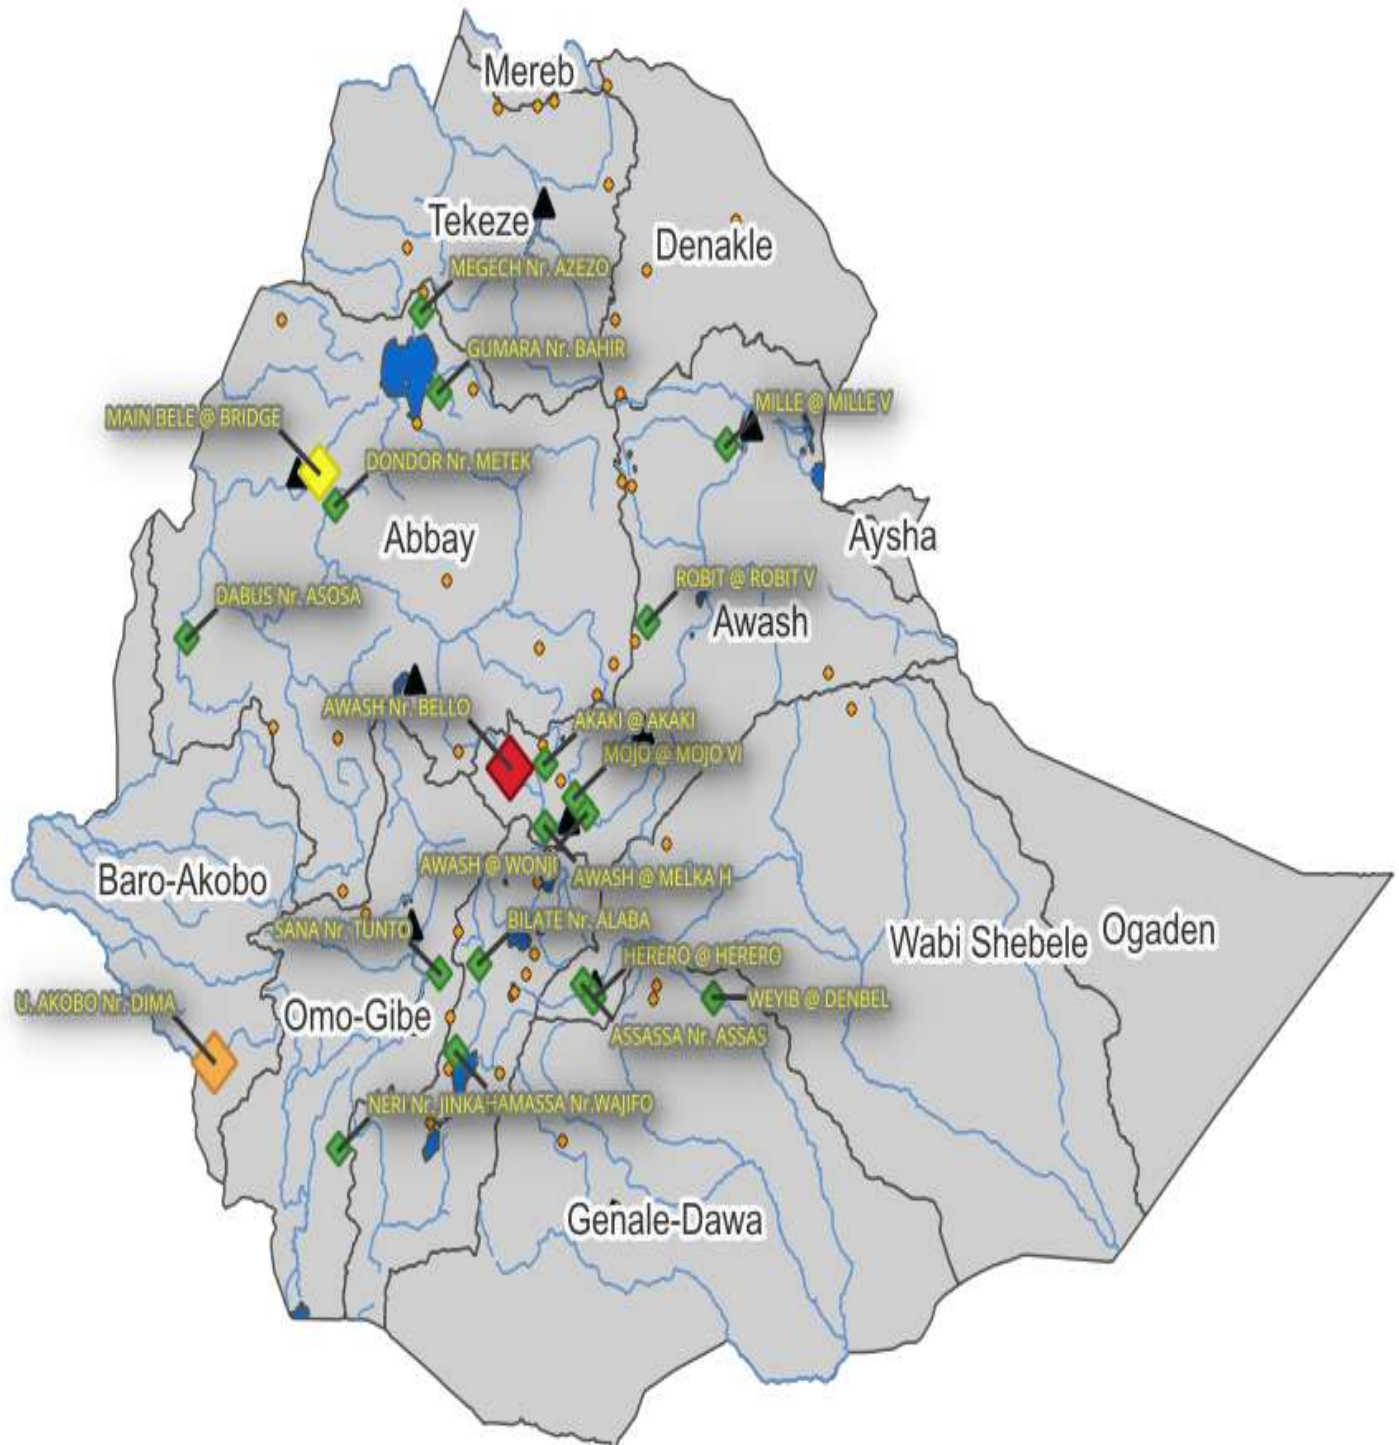 Mereb
Tekeze
Denakle
MEGECH Nr. AZEZO
GUMARA Nr. BAHIR
MAIN BELE @ BRIDGE
MILLE @ MILLE V
DONDOR Nr. METEK
Abbay
Aysha
DABUS Nr. ASOSA
ROBIT @ ROBIT V
Awash
AWASH Nr. BELLO
AKAKI @ AKAKI
MOJO @ MOJO VI
AWASH @ WONJI
AWASH @ MELKA H
Baro-Akobo
SANA Nr. TUNTO
BILATE Nr. ALABA
Wabi Shebele
Ogaden
HERERO @ HERERO
U. AKOBO Nr. DIMA
WEYIB @ DENBEL
Omo-Gibe
ASSASSA Nr. ASSAS
NERI Nr. JINKA
HAMASSA Nr.WAJIFO
Genale-Dawa